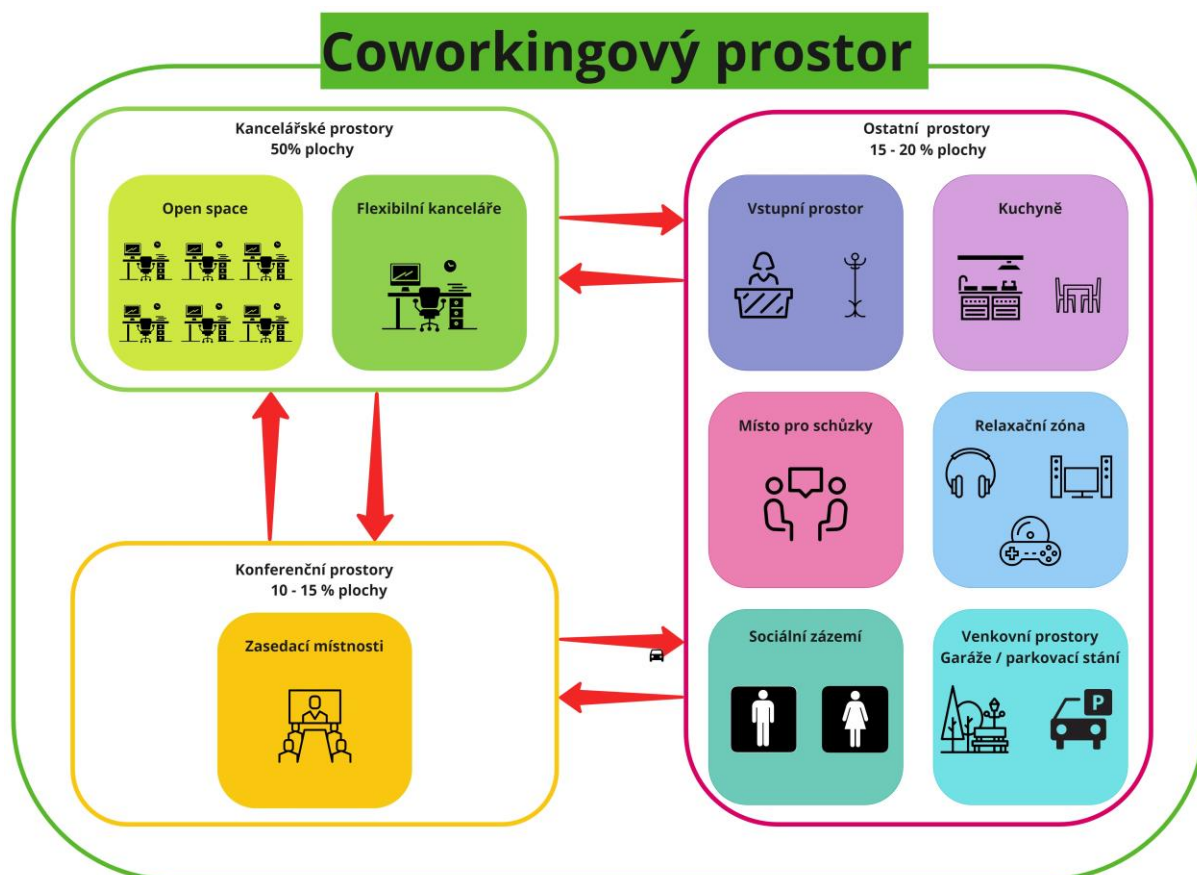 Coworkingový prostor
Kancelářské prostory
50% plochy
Open space
Flexibilní kanceláře
Ostatní prostory
15 - 20 % plochy
Vstupní prostor
Kuchyně
Místo pro schůzky
Relaxační zóna
Konferenční prostory
10 - 15 % plochy
Zasedací místnosti
Sociální zázemí
Venkovní prostory
Garáže / parkovací stání
P